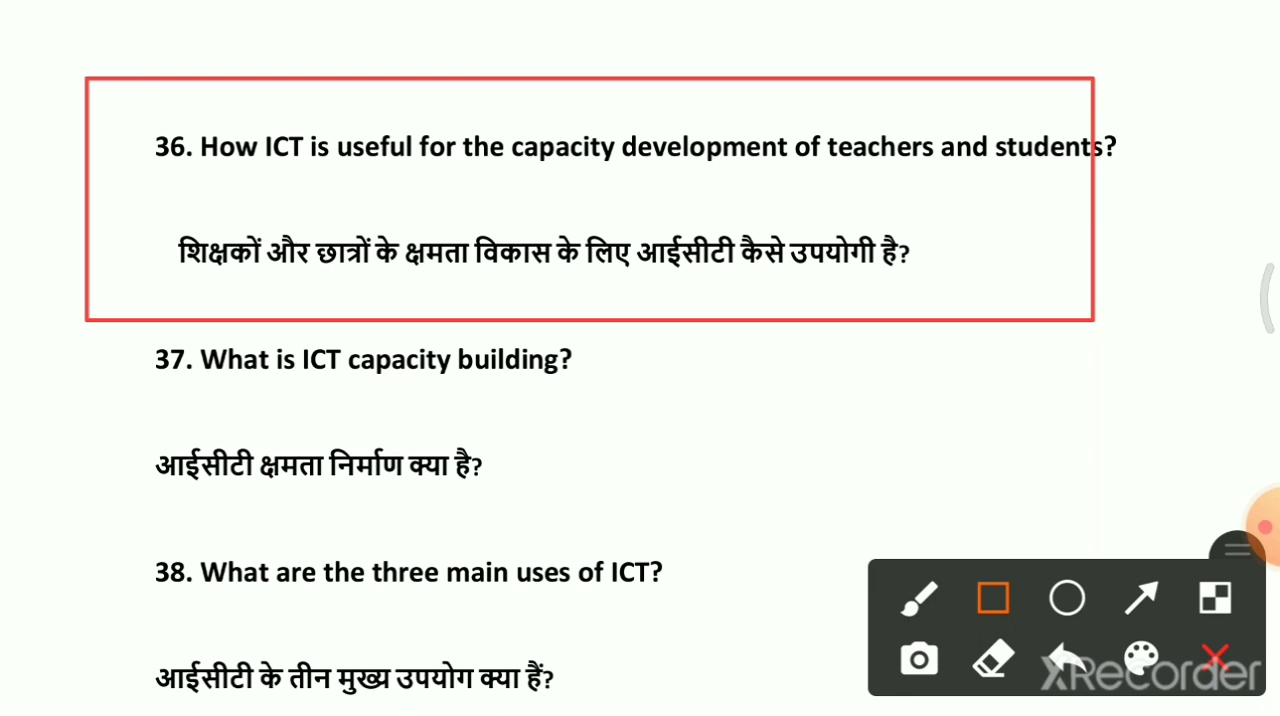 36. How ICT is useful for the capacity development of teachers and students?
शिक्षकों और छात्रों के क्षमता विकास के लिए आईसीटी कैसे उपयोगी है?
37. What is ICT capacity building?
आईसीटी क्षमता निर्माण क्या है?
38. What are the three main uses of ICT?
आईसीटी के तीन मुख्य उपयोग क्या हैं?
XRecorder